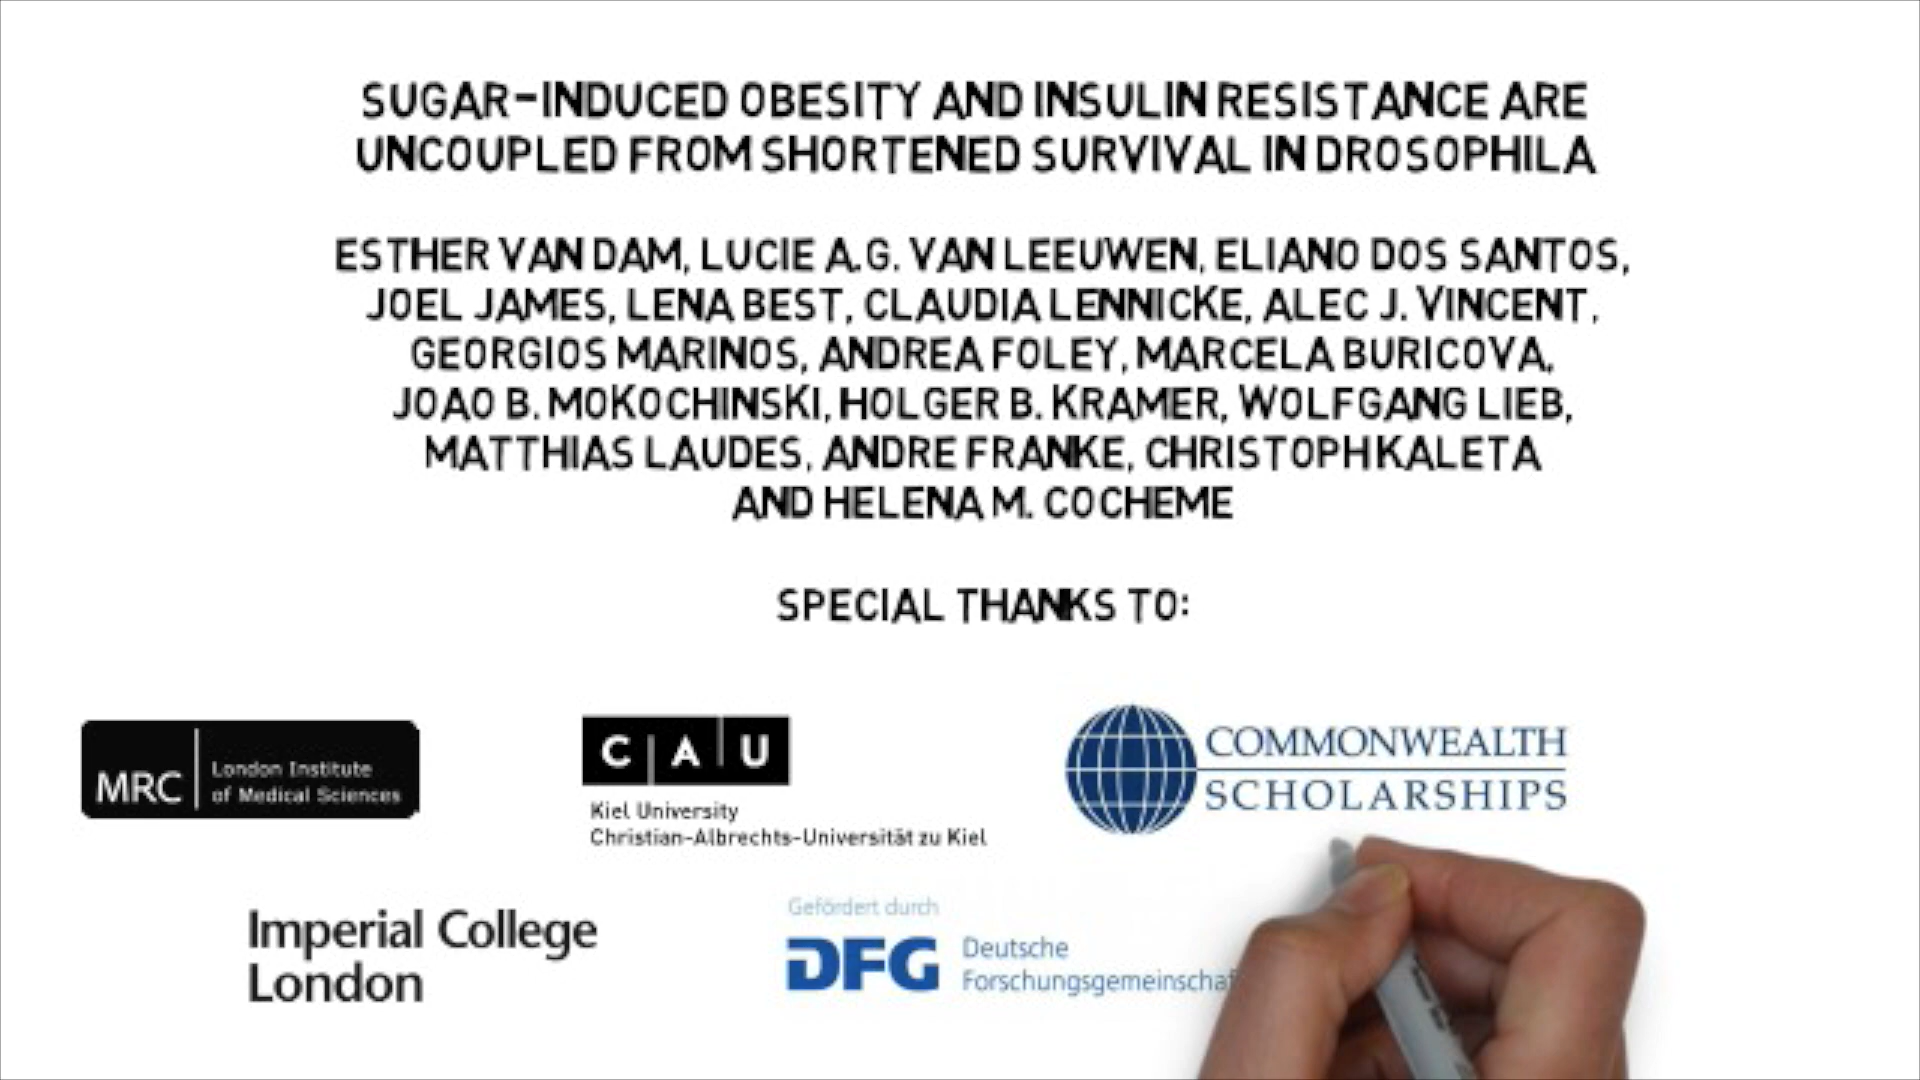 SUGAR-INDUCED OBESITY AND INSULIN RESISTANCE ARE
UNCOUPLED FROM SHORTENED SURVIVAL IN DROSOPHILA
ESTHER VAN DAM, LUCIE A.G. VAN LEEUWEN, ELIANO DOS SANTOS,
JOEL JAMES, LENA BEST, CLAUDIA LENNICKE, ALEC J. VINCENT,
GEORGIOS MARINOS, ANDREA FOLEY, MARCELA BURICOVA,
JOAO B. MOKOCHINSKI, HOLGER B. KRAMER, WOLFGANG LIEB,
MATTHIAS LAUDES, ANDRE FRANKE, CHRISTOPH KALETA
AND HELENA M. COCHEME
SPECIAL THANKS TO:
MRC
London Institute
of Medical Sciences
CAU
Kiel University
Christian-Albrechts-Universität zu Kiel
COMMONWEALTH
SCHOLARSHIPS
Imperial College
London
Gefördert durch
DFG
Deutsche
Forschungsgemeinschaf